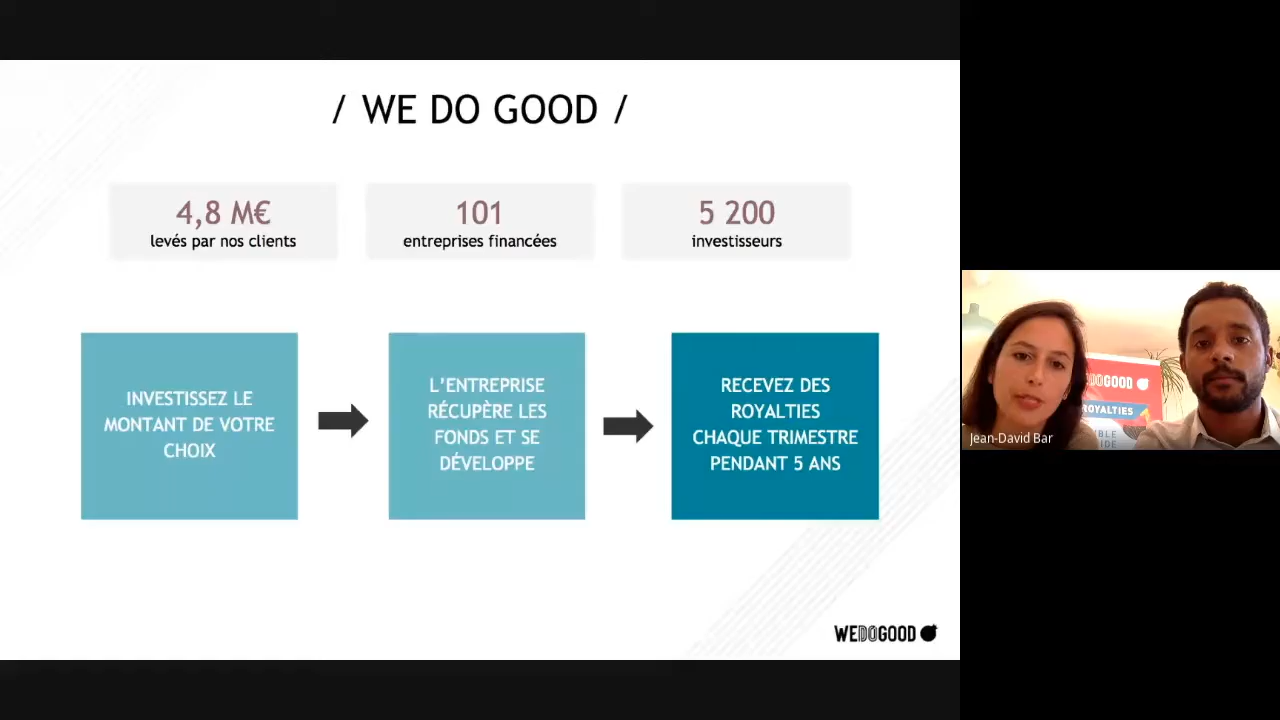 / WE DO GOOD /
4,8 M€
levés par nos clients
101
entreprises financées
5 200
investisseurs
INVESTISSEZ LE
MONTANT DE VOTRE
CHOIX
L'ENTREPRISE
RÉCUPÈRE LES
FONDS ET SE
DÉVELOPPE
RECEVEZ DES
ROYALTIES
CHAQUE TRIMESTRE
PENDANT 5 ANS
WEDOGOOD
DOGOOD
ROYALTIES
Jean-David Bar